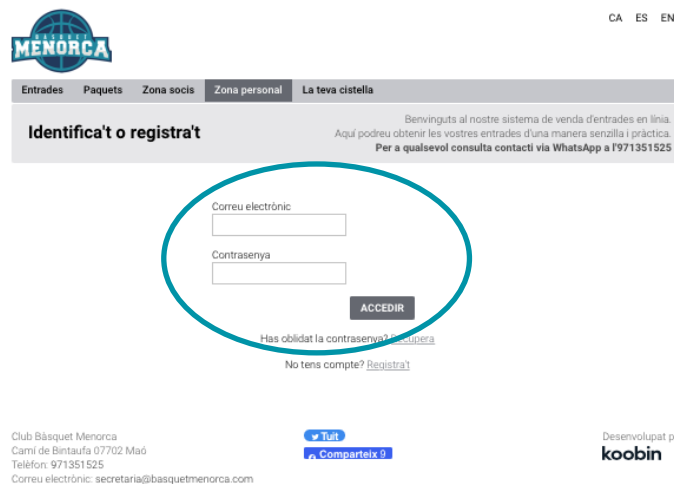 BÀSQUET
MENORCA
CA ES EN
Entrades Paquets Zona socis Zona personal La teva cistella
Identifica't o registra't
Benvinguts al nostre sistema de venda d'entrades en línia.
Aquí podreu obtenir les vostres entrades d'una manera senzilla i pràctica.
Per a qualsevol consulta contacti via WhatsApp a l'971351525
Correu electrònic
Contrasenya
ACCEDIR
Has oblidat la contrasenya? Recupera
No tens compte? Registra't
Club Bàsquet Menorca
Camí de Bintaufa 07702 Maó
Telèfon: 971351525
Correu electrònic: secretaria@basquetmenorca.com
Tuit
Comparteix 9
Desenvolupat p
koobin